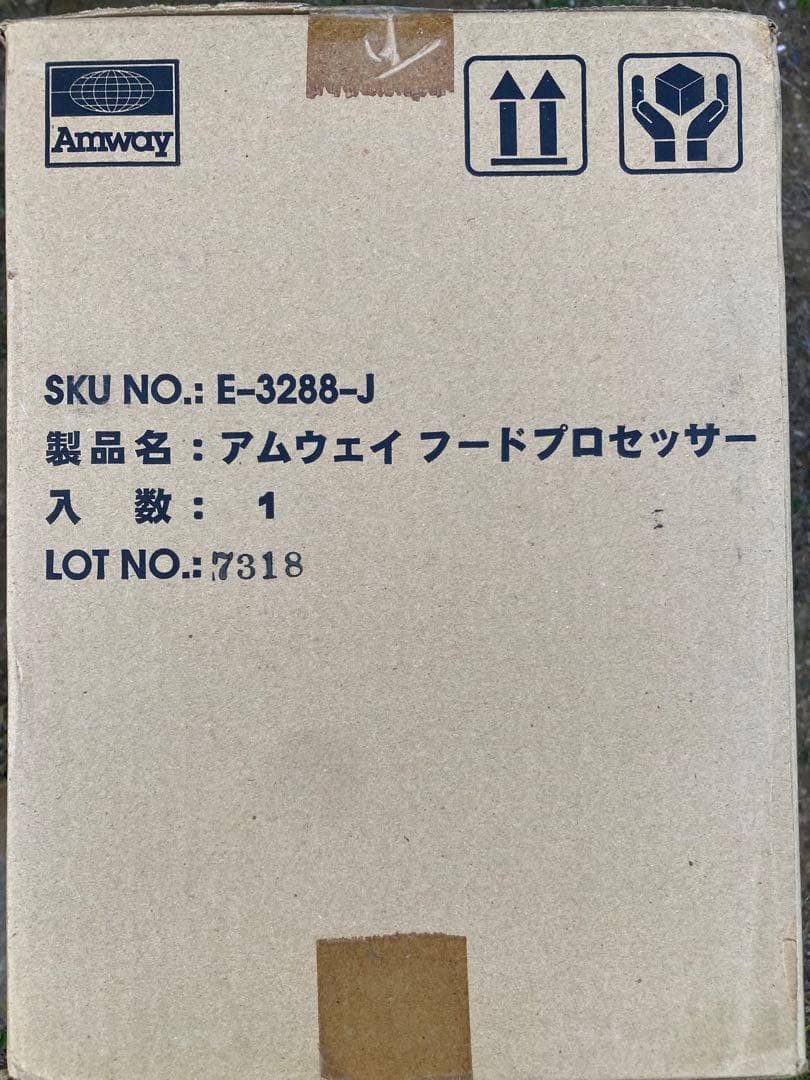 Amway
SKU NO.: E-3288-J
製品名：アムウェイ フードプロセッサー
入　数：　1
LOT NO.: 7318